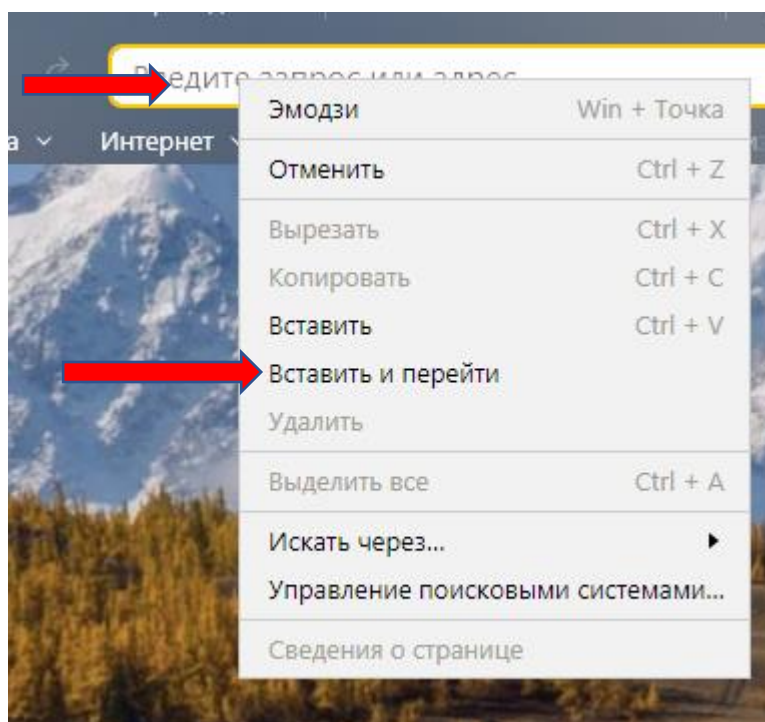 запрос или адрес
Интернет
Эмодзи Win + Точка
Отменить Ctrl + Z
Вырезать Ctrl + X
Копировать Ctrl + C
Вставить Ctrl + V
Вставить и перейти
Удалить
Выделить все Ctrl + A
Искать через...
Управление поисковыми системами...
Сведения о странице